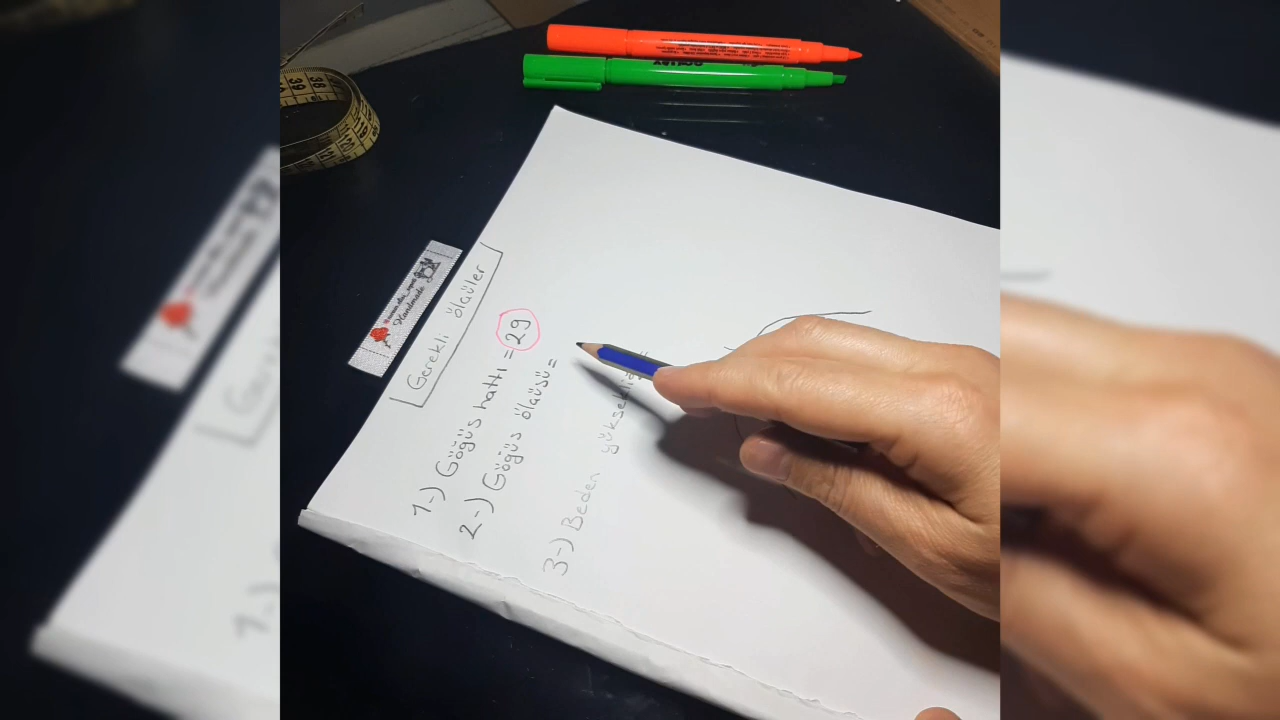 Gerekli ölçüler
1-) Göğüs hattı = 29
2-) Göğüs ölçüsü =
3-) Beden yüksekliği =
Handmade